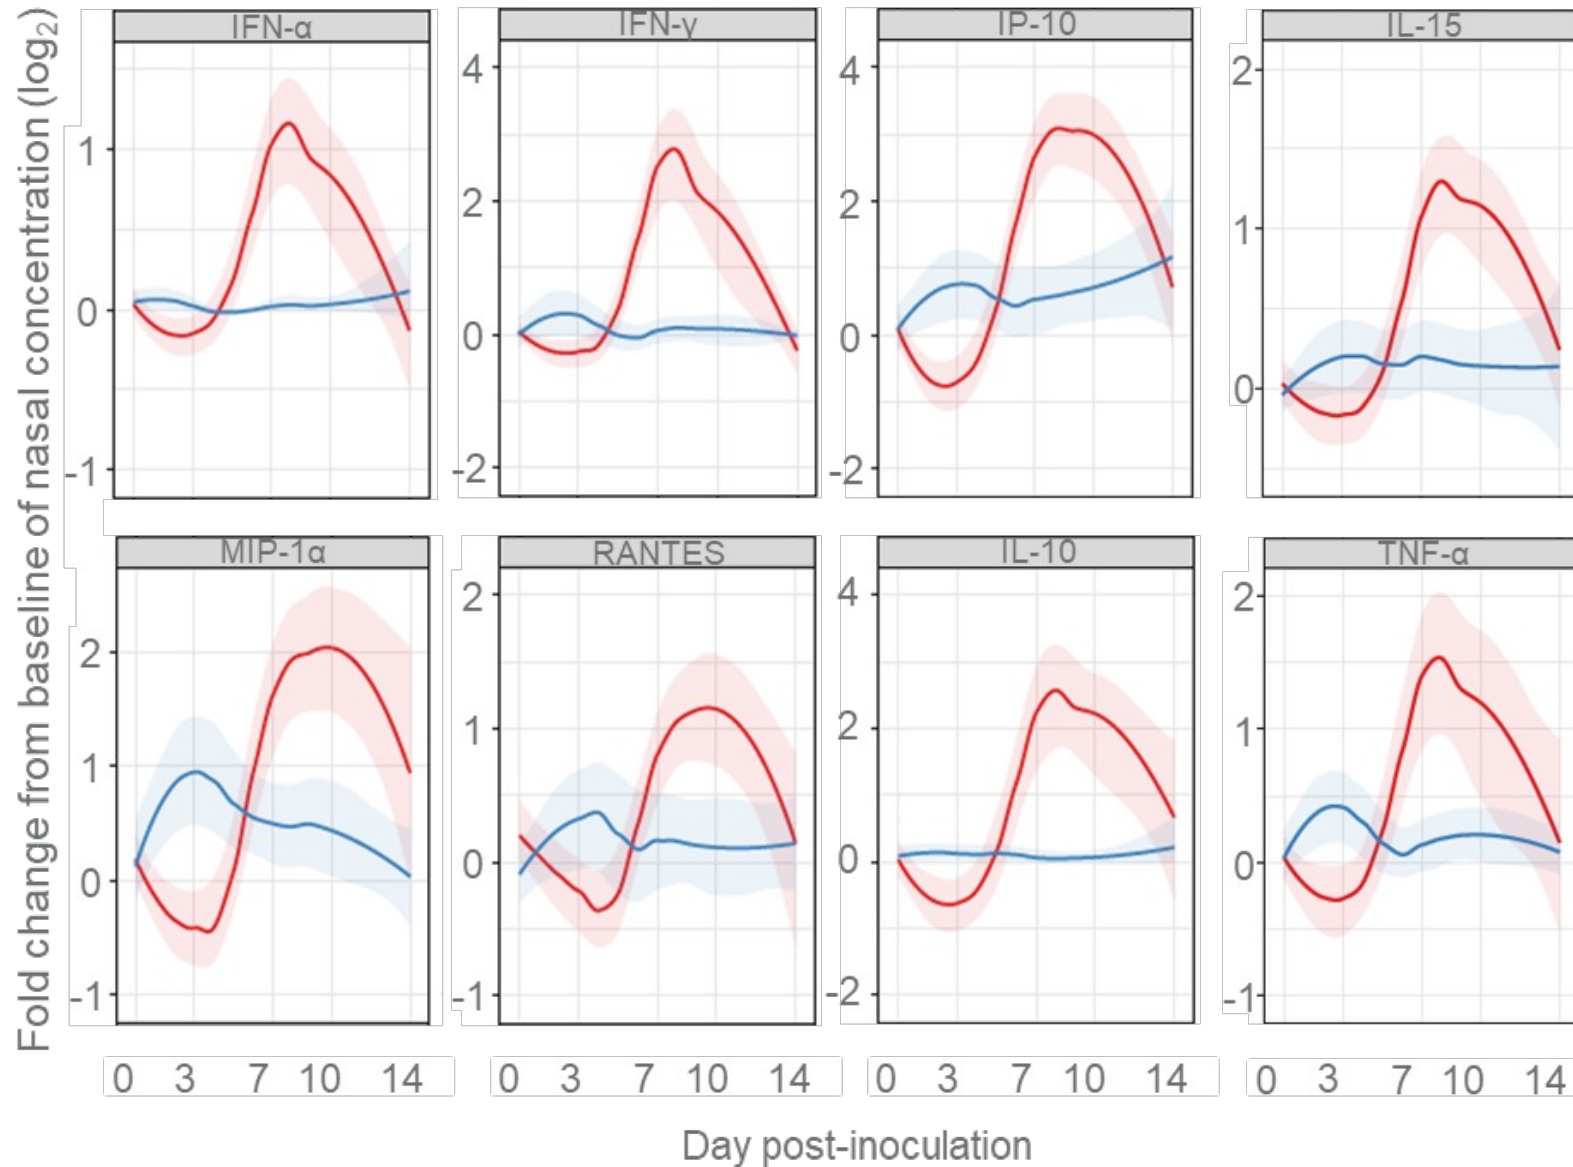 Fold change from baseline of nasal concentration (log₂)
IFN-α
IFN-γ
IP-10
IL-15
1
0
-1
4
2
0
-2
4
2
0
-2
2
1
0
MIP-1α
RANTES
IL-10
TNF-α
2
1
0
-1
2
1
0
-1
4
2
0
-2
2
1
0
-1
0 3 7 10 14
0 3 7 10 14
0 3 7 10 14
0 3 7 10 14
Day post-inoculation